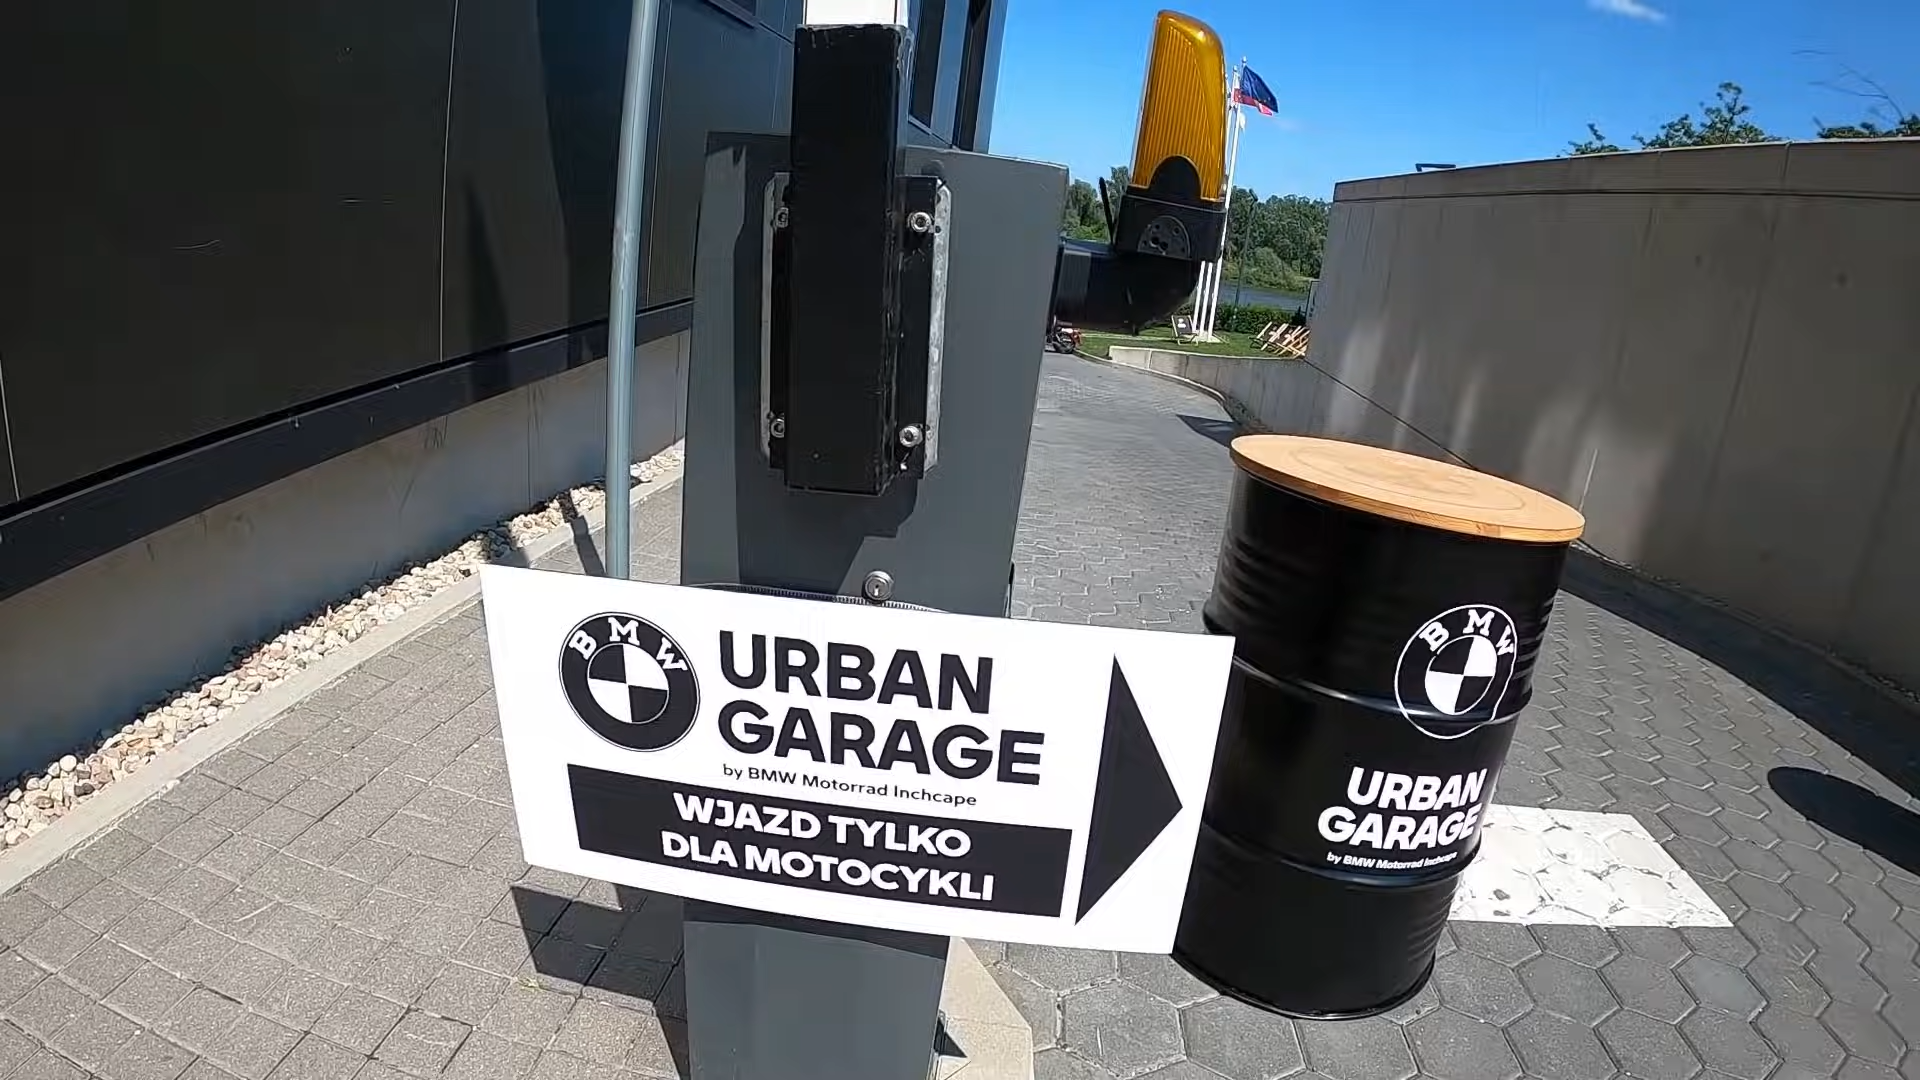 BMW
URBAN
GARAGE
by BMW Motorrad Inchcape
WJAZD TYLKO
DLA MOTOCYKLI
BMW
URBAN
GARAGE
by BMW Motorrad Inchcape